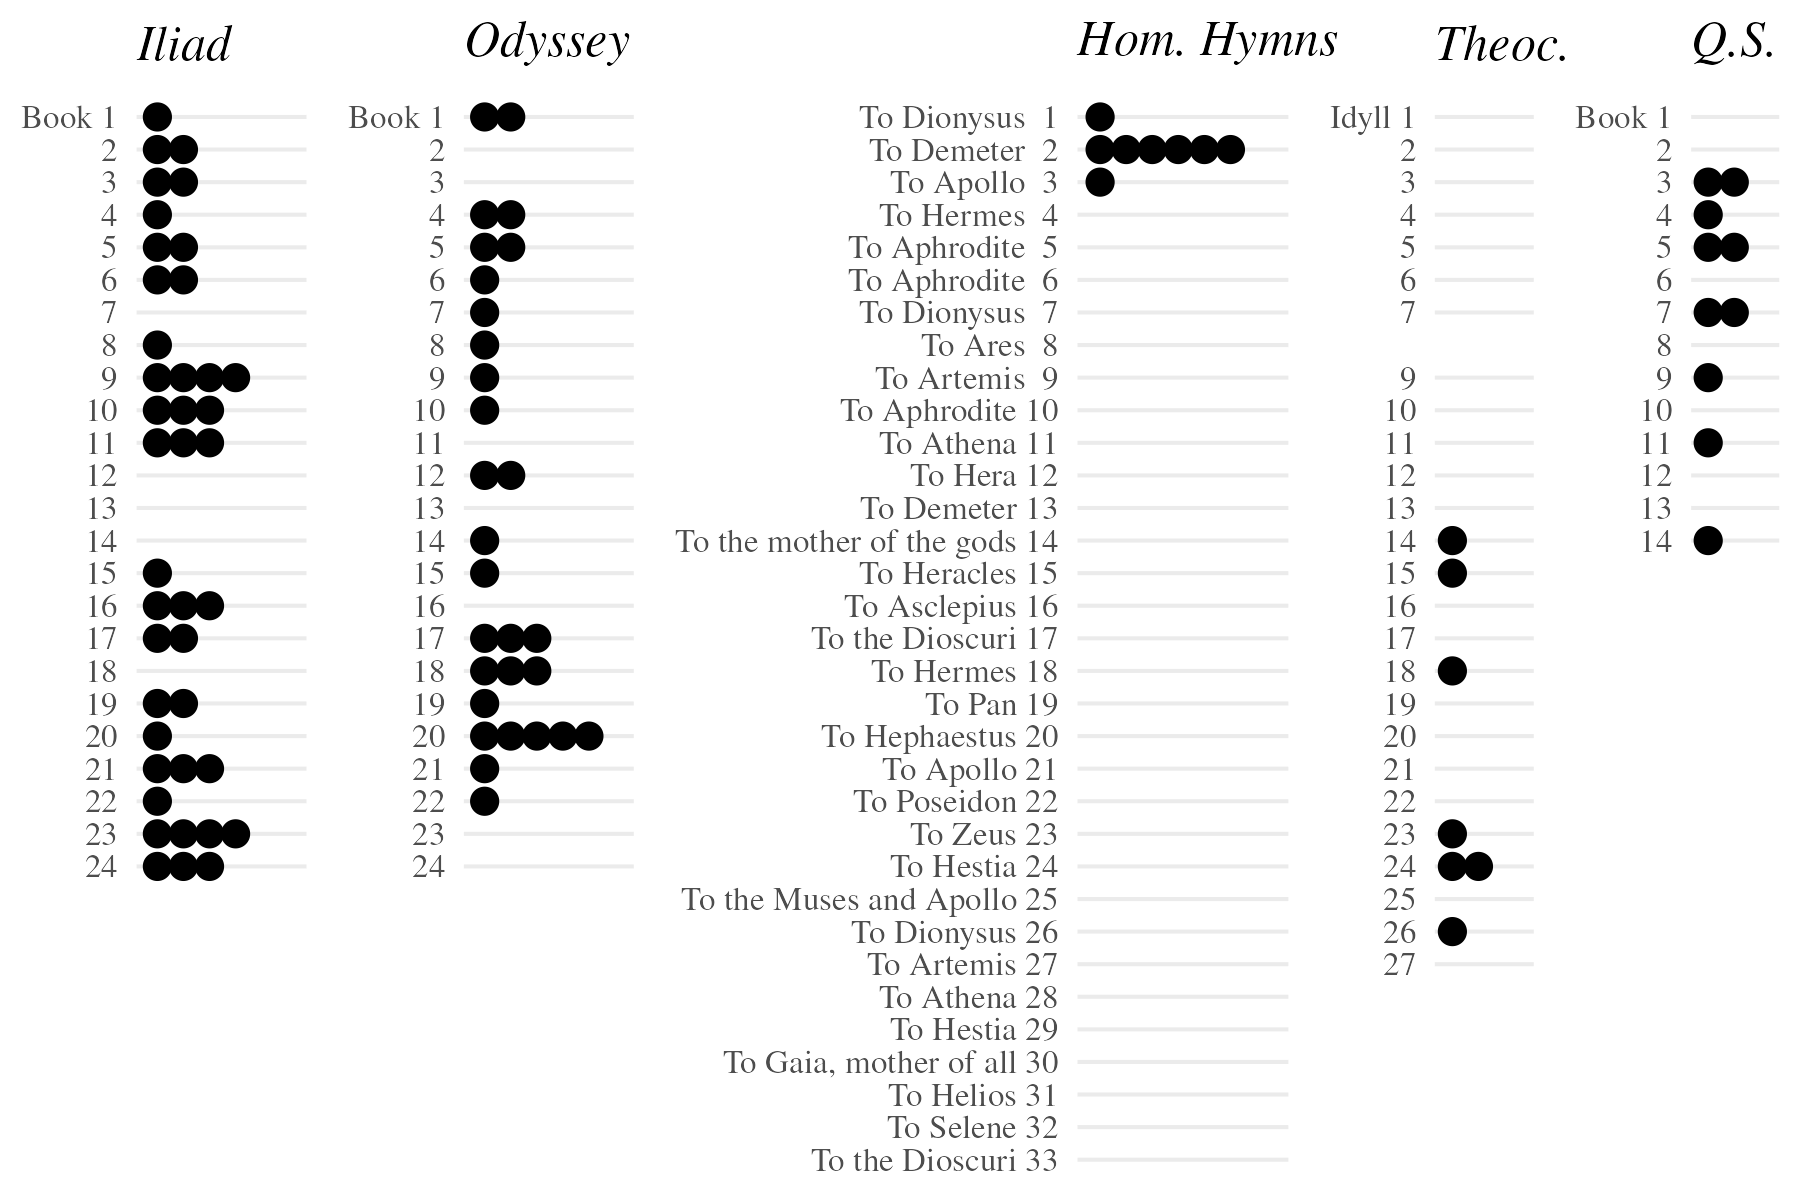 Iliad Odyssey Hom. Hymns Theoc. Q.S.
Book 1 Book 1 To Dionysus 1 Idyll 1 Book 1
2 2 To Demeter 2 2 2
3 3 To Apollo 3 3 3
4 4 To Hermes 4 4 4
5 5 To Aphrodite 5 5 5
6 6 To Aphrodite 6 6 6
7 7 To Dionysus 7 7 7
8 8 To Ares 8 8
9 9 To Artemis 9 9 9
10 10 To Aphrodite 10 10 10
11 11 To Athena 11 11 11
12 12 To Hera 12 12 12
13 13 To Demeter 13 13 13
14 14 To the mother of the gods 14 14 14
15 15 To Heracles 15 15
16 16 To Asclepius 16 16
17 17 To the Dioscuri 17 17
18 18 To Hermes 18 18
19 19 To Pan 19 19
20 20 To Hephaestus 20 20
21 21 To Apollo 21 21
22 22 To Poseidon 22 22
23 23 To Zeus 23 23
24 24 To Hestia 24 24
To the Muses and Apollo 25 25
To Dionysus 26 26
To Artemis 27 27
To Athena 28
To Hestia 29
To Gaia, mother of all 30
To Helios 31
To Selene 32
To the Dioscuri 33